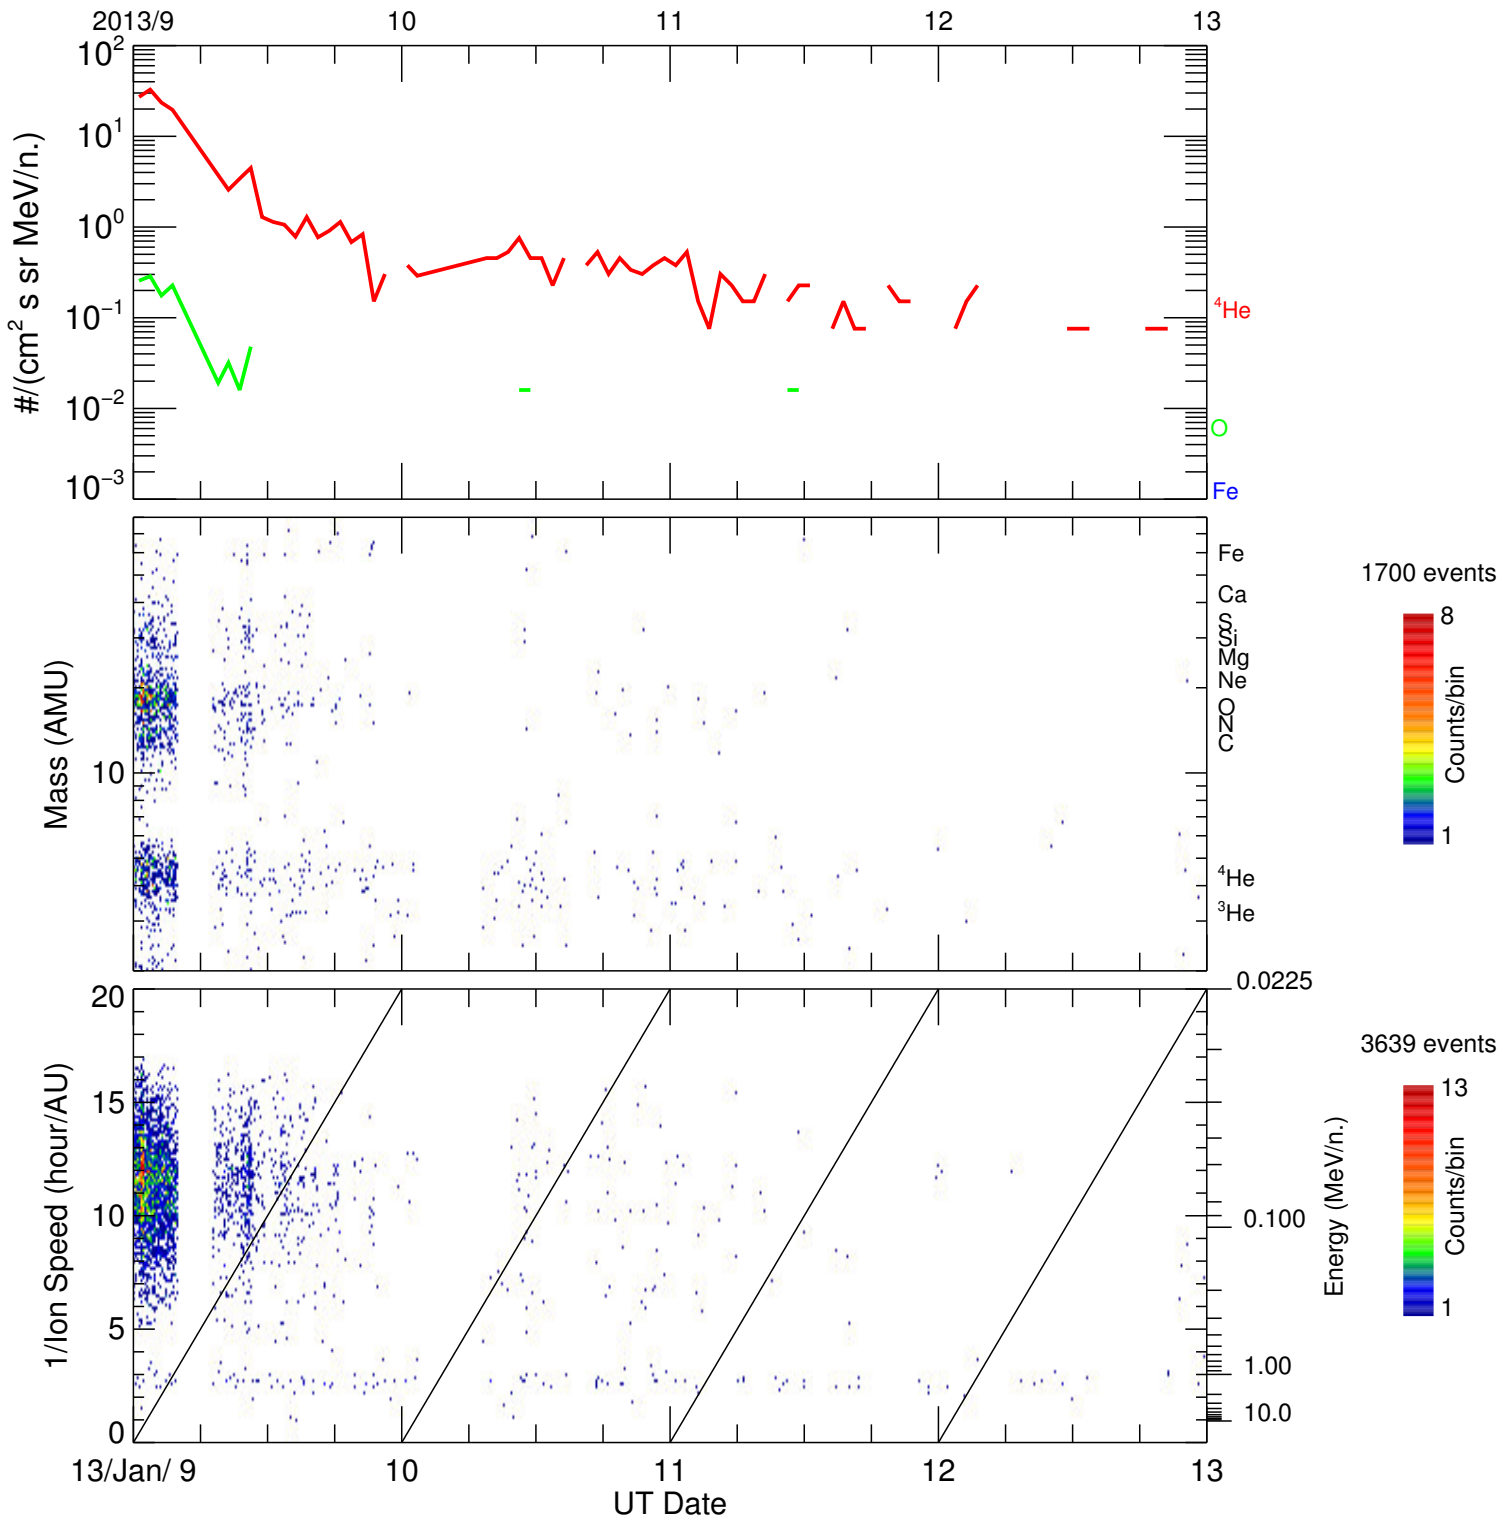 2013/9 10 11 12 13
10² 10¹ 10⁰ 10⁻¹ 10⁻² 10⁻³
#/(cm² s sr MeV/n.)
⁴He
O
Fe
Mass (AMU)
10
Fe
Ca
S
Si
Mg
Ne
O
N
C
⁴He
³He
1700 events
8
Counts/bin
1
1/Ion Speed (hour/AU)
20
15
10
5
0
0.0225
0.100
1.00
10.0
Energy (MeV/n.)
3639 events
13
Counts/bin
1
13/Jan/ 9 10 11 12 13
UT Date